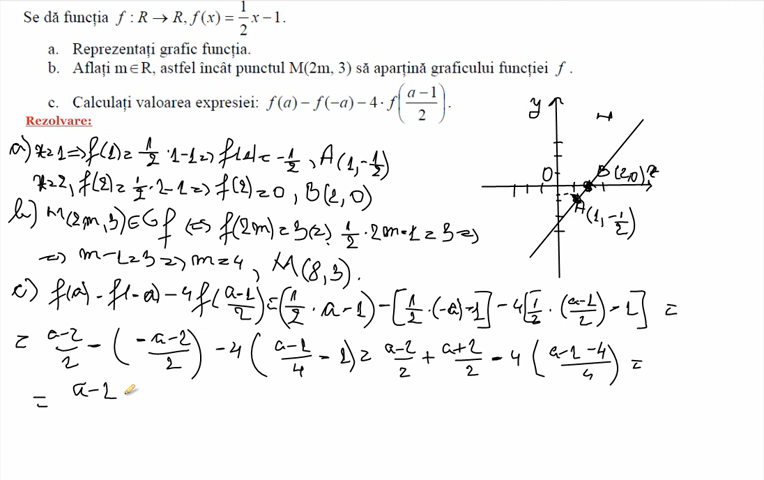 Se dă funcția f : R → R, f(x) = 1/2 x − 1.
a. Reprezentați grafic funcția.
b. Aflați m∈R, astfel încât punctul M(2m, 3) să aparțină graficului funcției f .
c. Calculați valoarea expresiei: f(a) − f(−a) − 4· f((a−1)/2).
Rezolvare:
a) x=1 => f(1) = 1/2 · 1 - 1 => f(1) = -1/2, A(1, -1/2)
x=2, f(2) = 1/2 · 2 - 1 => f(2) = 0, B(2, 0)
b) M(2m, 3) ∈ Gf <=> f(2m) = 3 <=> 1/2 · 2m - 1 = 3 =>
=> m - 1 = 3 => m = 4, M(8, 3).
c) f(a) - f(-a) - 4f((a-1)/2) = (1/2 · a - 1) - [1/2 · (-a) - 1] - 4[1/2 · ((a-1)/2) - 1] =
= (a-2)/2 - ((-a-2)/2) - 4((a-1)/4 - 1) = (a-2)/2 + (a+2)/2 - 4((a-1-4)/4) =
= a-2
y
O
B(2,0)
x
A(1, -1/2)